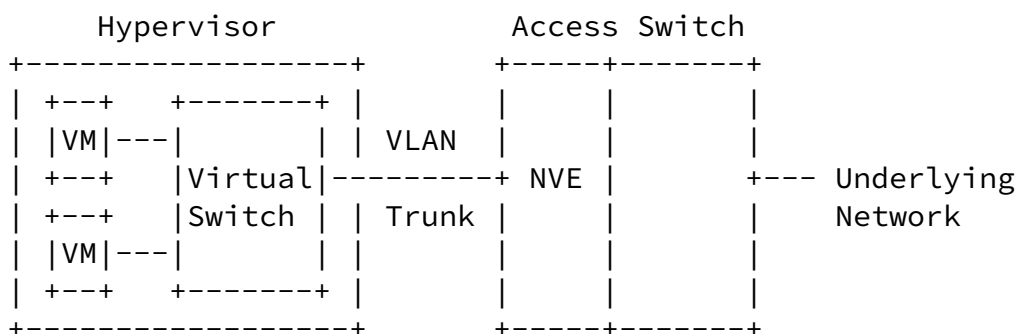 Hypervisor Access Switch
VM VLAN
Virtual NVE Underlying
Switch Trunk Network
VM